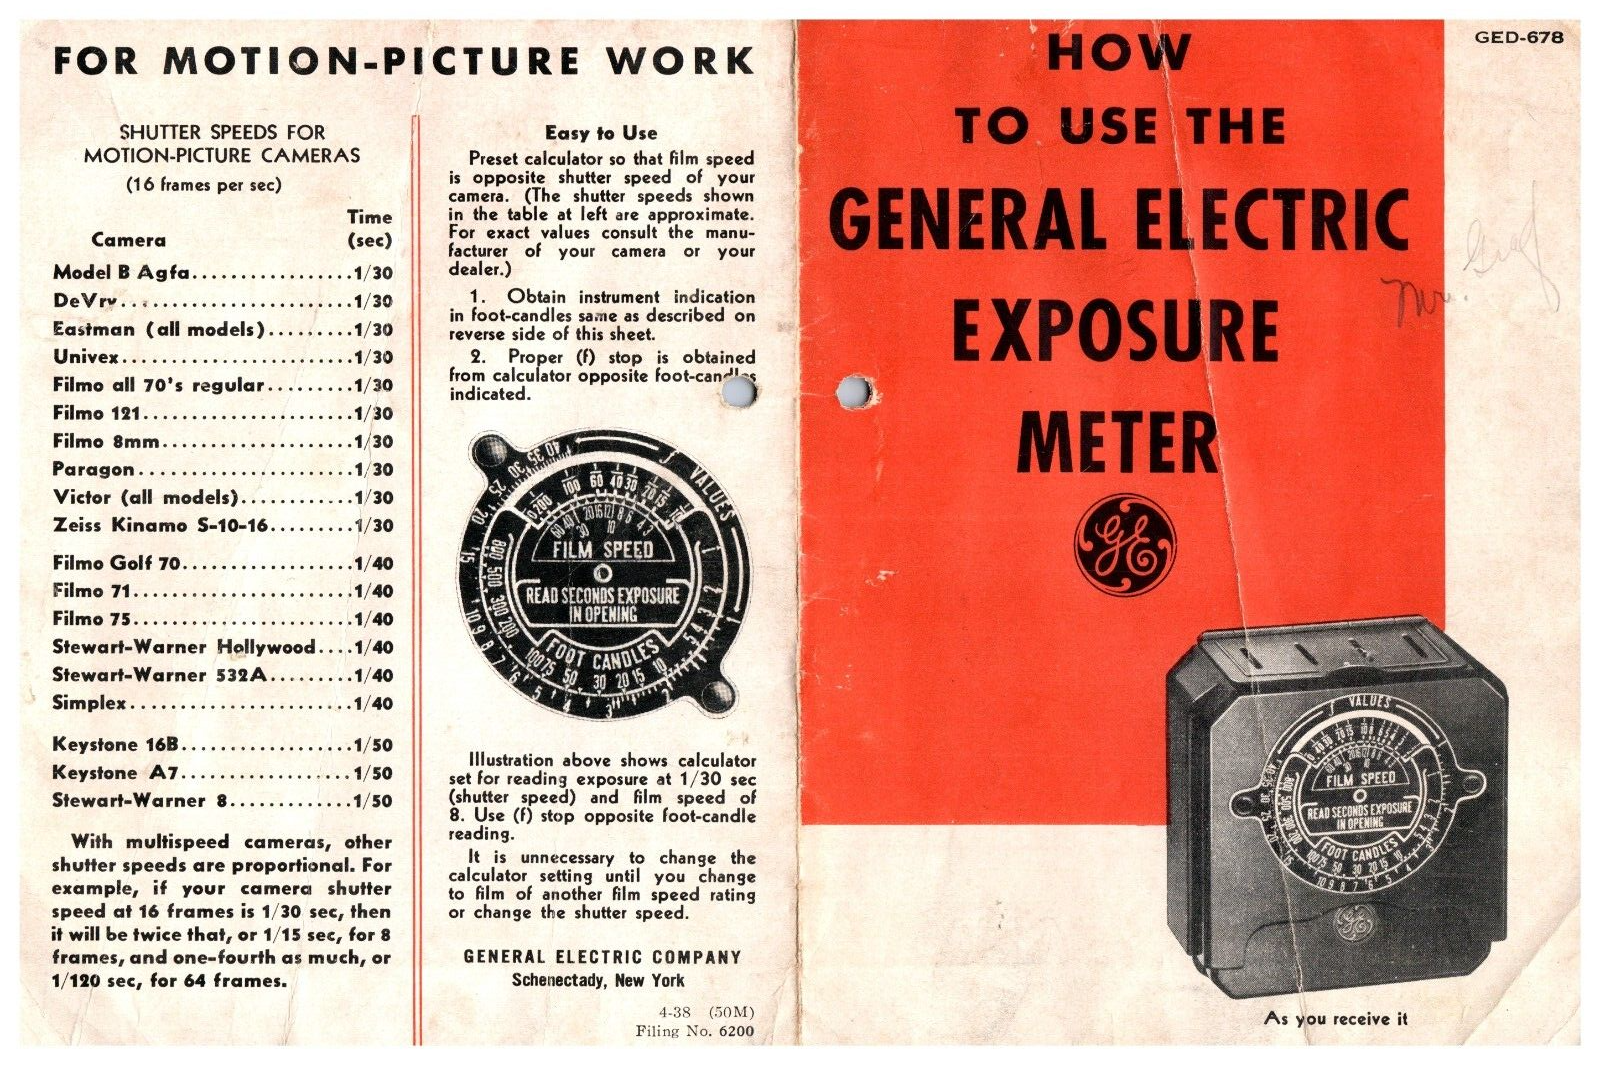 FOR MOTION-PICTURE WORK
SHUTTER SPEEDS FOR
MOTION-PICTURE CAMERAS
(16 frames per sec)
Time
Camera (sec)
Model B Agfa..................1/30
DeVry..........................1/30
Eastman (all models).........1/30
Univex..........................1/30
Filmo all 70's regular.........1/30
Filmo 121.......................1/30
Filmo 8mm.....................1/30
Paragon........................1/30
Victor (all models)............1/30
Zeiss Kinamo S-10-16.........1/30
Filmo Golf 70...................1/40
Filmo 71.........................1/40
Filmo 75.........................1/40
Stewart-Warner Hollywood....1/40
Stewart-Warner 532A.........1/40
Simplex.........................1/40
Keystone 16B...................1/50
Keystone A7....................1/50
Stewart-Warner 8.............1/50
With multispeed cameras, other
shutter speeds are proportional. For
example, if your camera shutter
speed at 16 frames is 1/30 sec, then
it will be twice that, or 1/15 sec, for 8
frames, and one-fourth as much, or
1/120 sec, for 64 frames.
Easy to Use
Preset calculator so that film speed
is opposite shutter speed of your
camera. (The shutter speeds shown
in the table at left are approximate.
For exact values consult the manu-
facturer of your camera or your
dealer.)
1. Obtain instrument indication
in foot-candles same as described on
reverse side of this sheet.
2. Proper (f) stop is obtained
from calculator opposite foot-candles
indicated.
f VALUES
FILM SPEED
READ SECONDS EXPOSURE
IN OPENING
FOOT CANDLES
Illustration above shows calculator
set for reading exposure at 1/30 sec
(shutter speed) and film speed of
8. Use (f) stop opposite foot-candle
reading.
It is unnecessary to change the
calculator setting until you change
to film of another film speed rating
or change the shutter speed.
GENERAL ELECTRIC COMPANY
Schenectady, New York
4-38 (50M)
Filing No. 6200
GED-678
HOW
TO USE THE
GENERAL ELECTRIC
EXPOSURE
METER
GE
f VALUES
FILM SPEED
READ SECONDS EXPOSURE
IN OPENING
FOOT CANDLES
GE
As you receive it